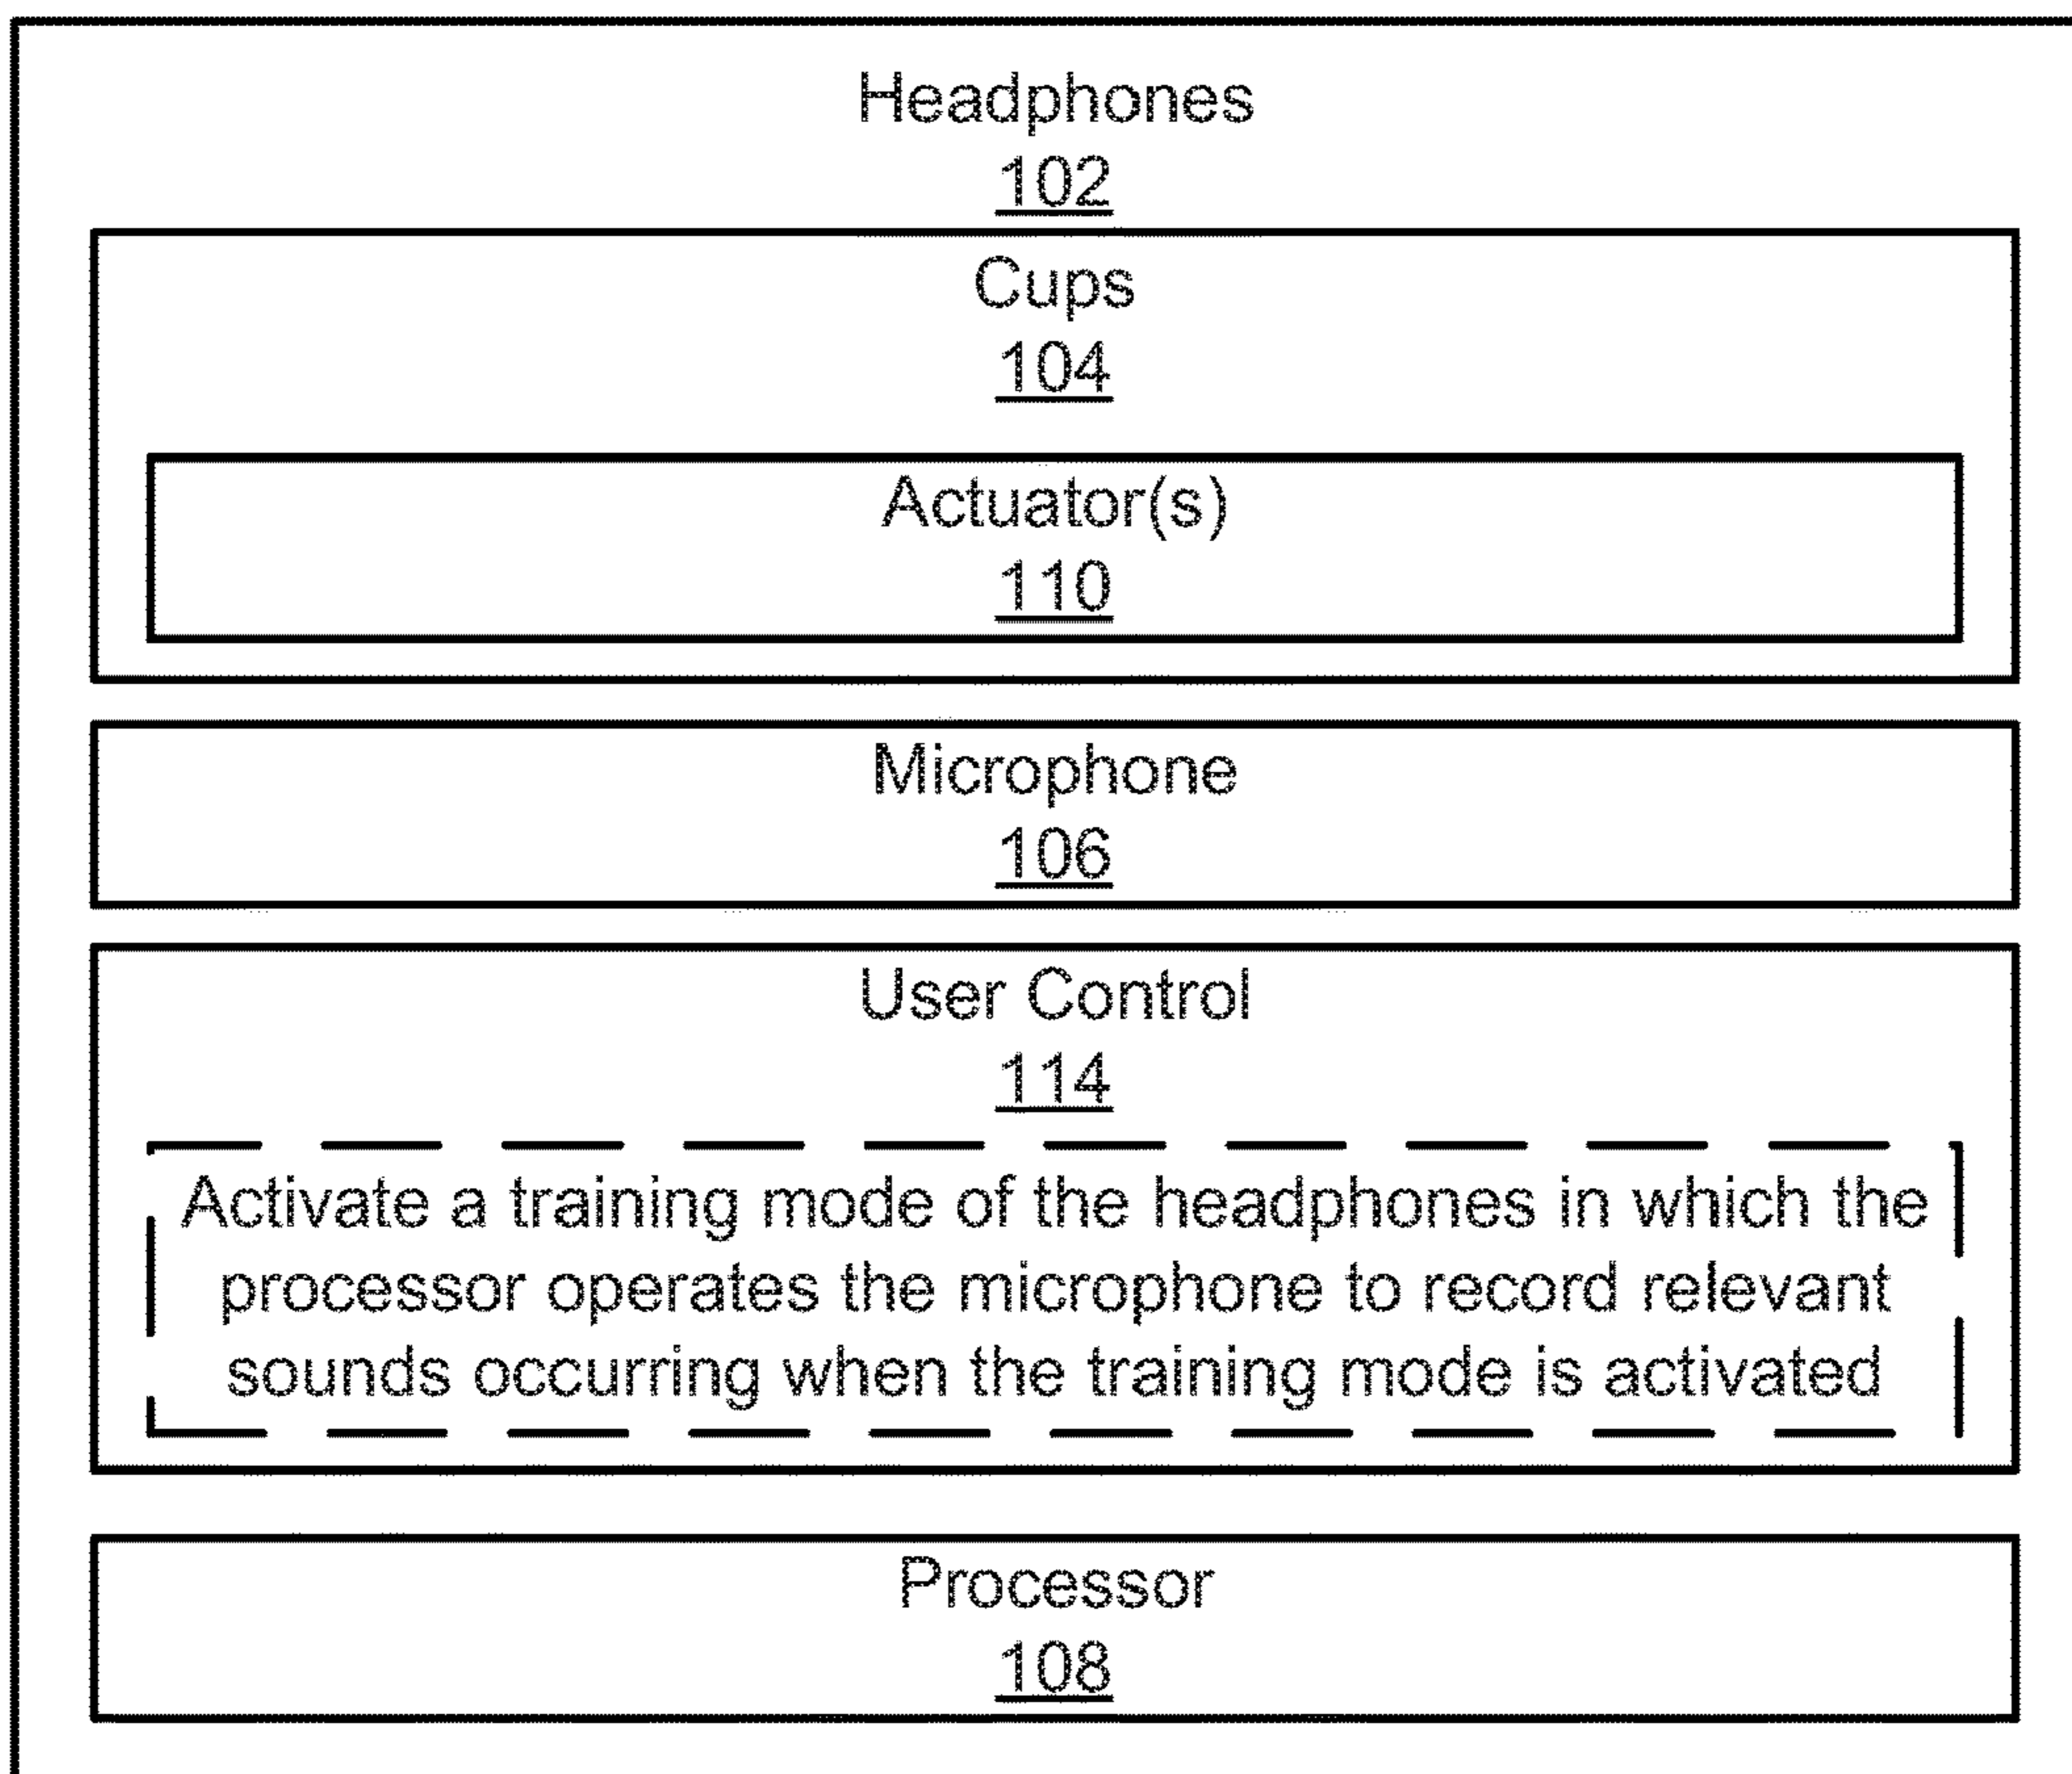 Headphones
102
Cups
104
Actuator(s)
110
Microphone
106
User Control
114
Activate a training mode of the headphones in which the
processor operates the microphone to record relevant
sounds occurring when the training mode is activated
Processor
108